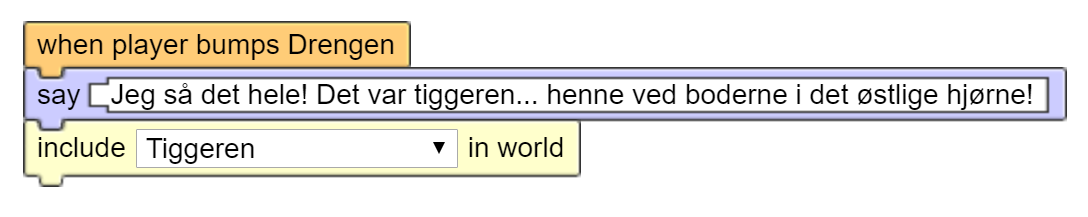 when player bumps Drengen
say Jeg så det hele! Det var tiggeren... henne ved boderne i det østlige hjørne!
include Tiggeren in world